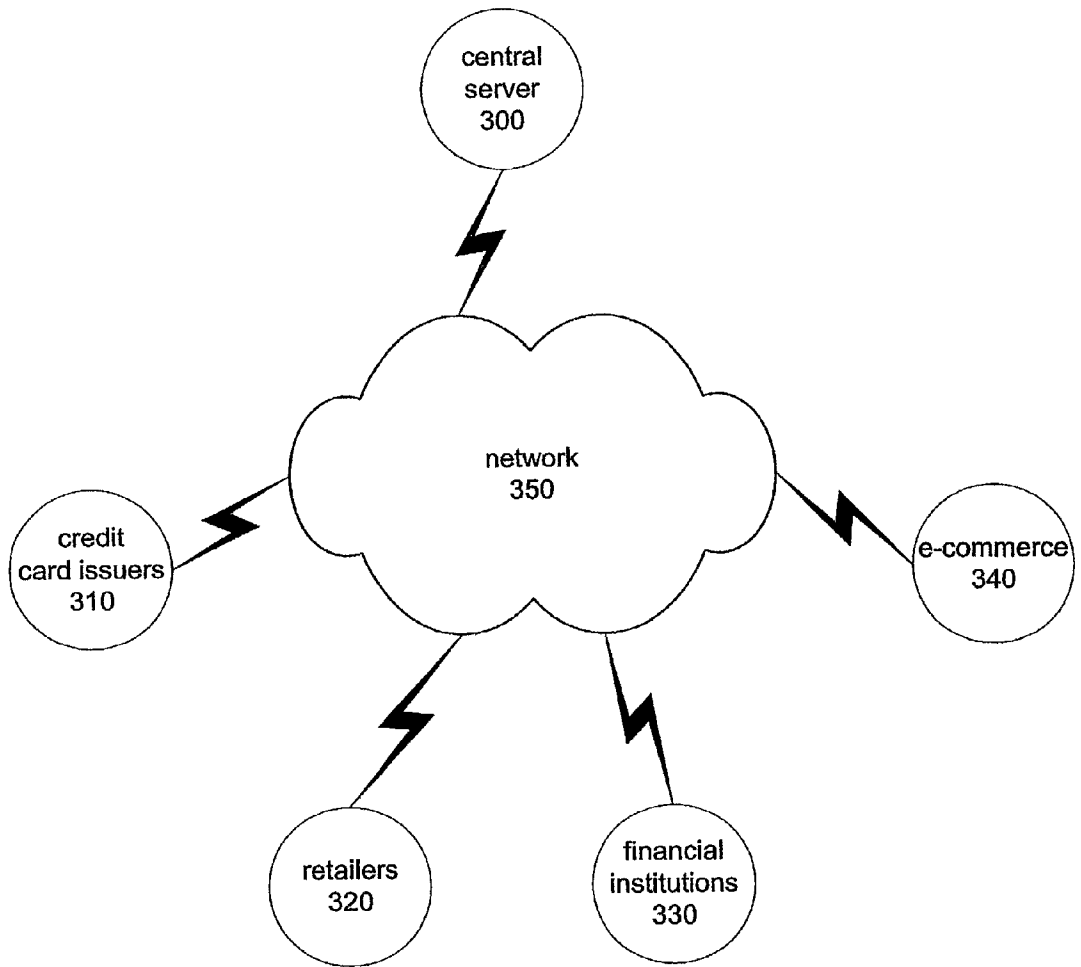 central
server
300
network
350
credit
card issuers
310
e-commerce
340
retailers
320
financial
institutions
330